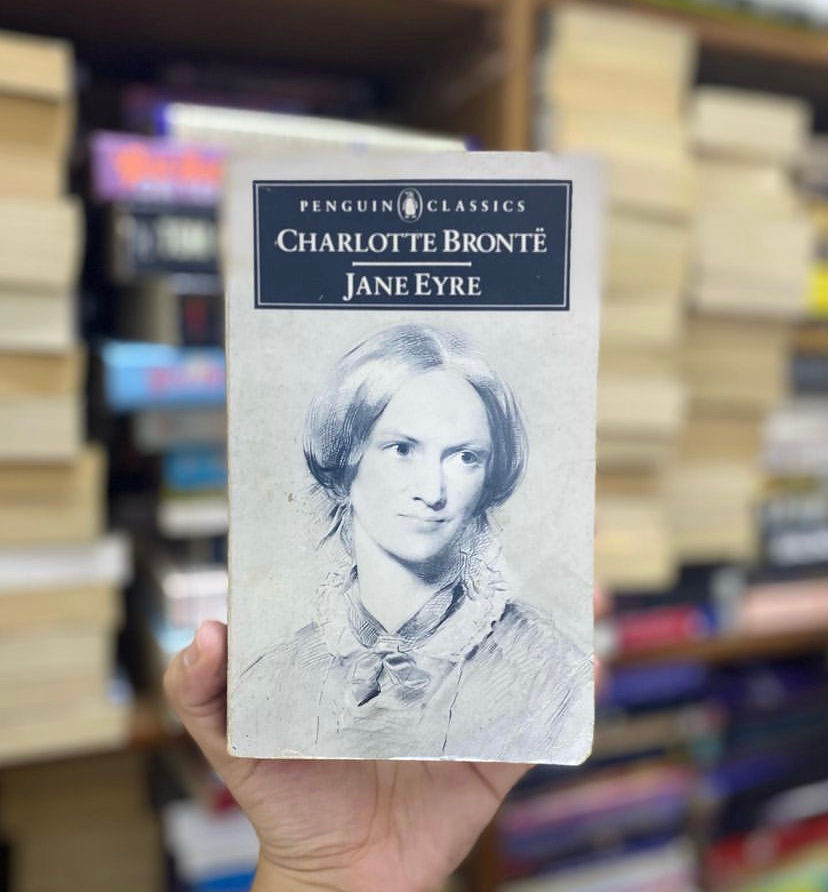 PENGUIN CLASSICS
CHARLOTTE BRONTË
JANE EYRE